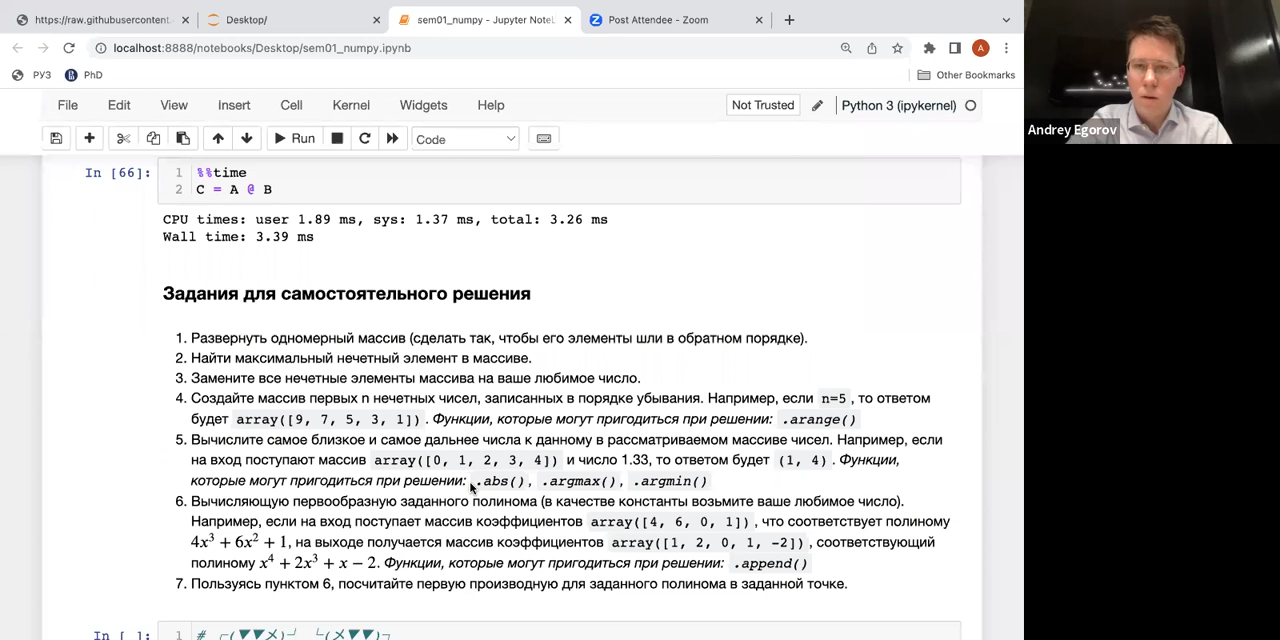 https://raw.githubusercontent.
Desktop/
sem01_numpy - Jupyter Note
Post Attendee - Zoom
localhost:8888/notebooks/Desktop/sem01_numpy.ipynb
A
РУЗ
PhD
Other Bookmarks
File Edit View Insert Cell Kernel Widgets Help
Not Trusted
Python 3 (ipykernel)
Run
Code
Andrey Egorov
In [66]:
1 %%time
2 C = A @ B
CPU times: user 1.89 ms, sys: 1.37 ms, total: 3.26 ms
Wall time: 3.39 ms
Задания для самостоятельного решения
1. Развернуть одномерный массив (сделать так, чтобы его элементы шли в обратном порядке).
2. Найти максимальный нечетный элемент в массиве.
3. Замените все нечетные элементы массива на ваше любимое число.
4. Создайте массив первых n нечетных чисел, записанных в порядке убывания. Например, если n=5, то ответом
будет array([9, 7, 5, 3, 1]). Функции, которые могут пригодиться при решении: .arange()
5. Вычислите самое близкое и самое дальнее числа к данному в рассматриваемом массиве чисел. Например, если
на вход поступают массив array([0, 1, 2, 3, 4]) и число 1.33, то ответом будет (1, 4). Функции,
которые могут пригодиться при решении: .abs(), .argmax(), .argmin()
6. Вычисляющую первообразную заданного полинома (в качестве константы возьмите ваше любимое число).
Например, если на вход поступает массив коэффициентов array([4, 6, 0, 1]), что соответствует полиному
4x³ + 6x² + 1, на выходе получается массив коэффициентов array([1, 2, 0, 1, -2]), соответствующий
полиному x⁴ + 2x³ + x − 2. Функции, которые могут пригодиться при решении: .append()
7. Пользуясь пунктом 6, посчитайте первую производную для заданного полинома в заданной точке.
In [ ]:
1 # ╭(▼▼メ)╯ ╰(メ▼▼)╮